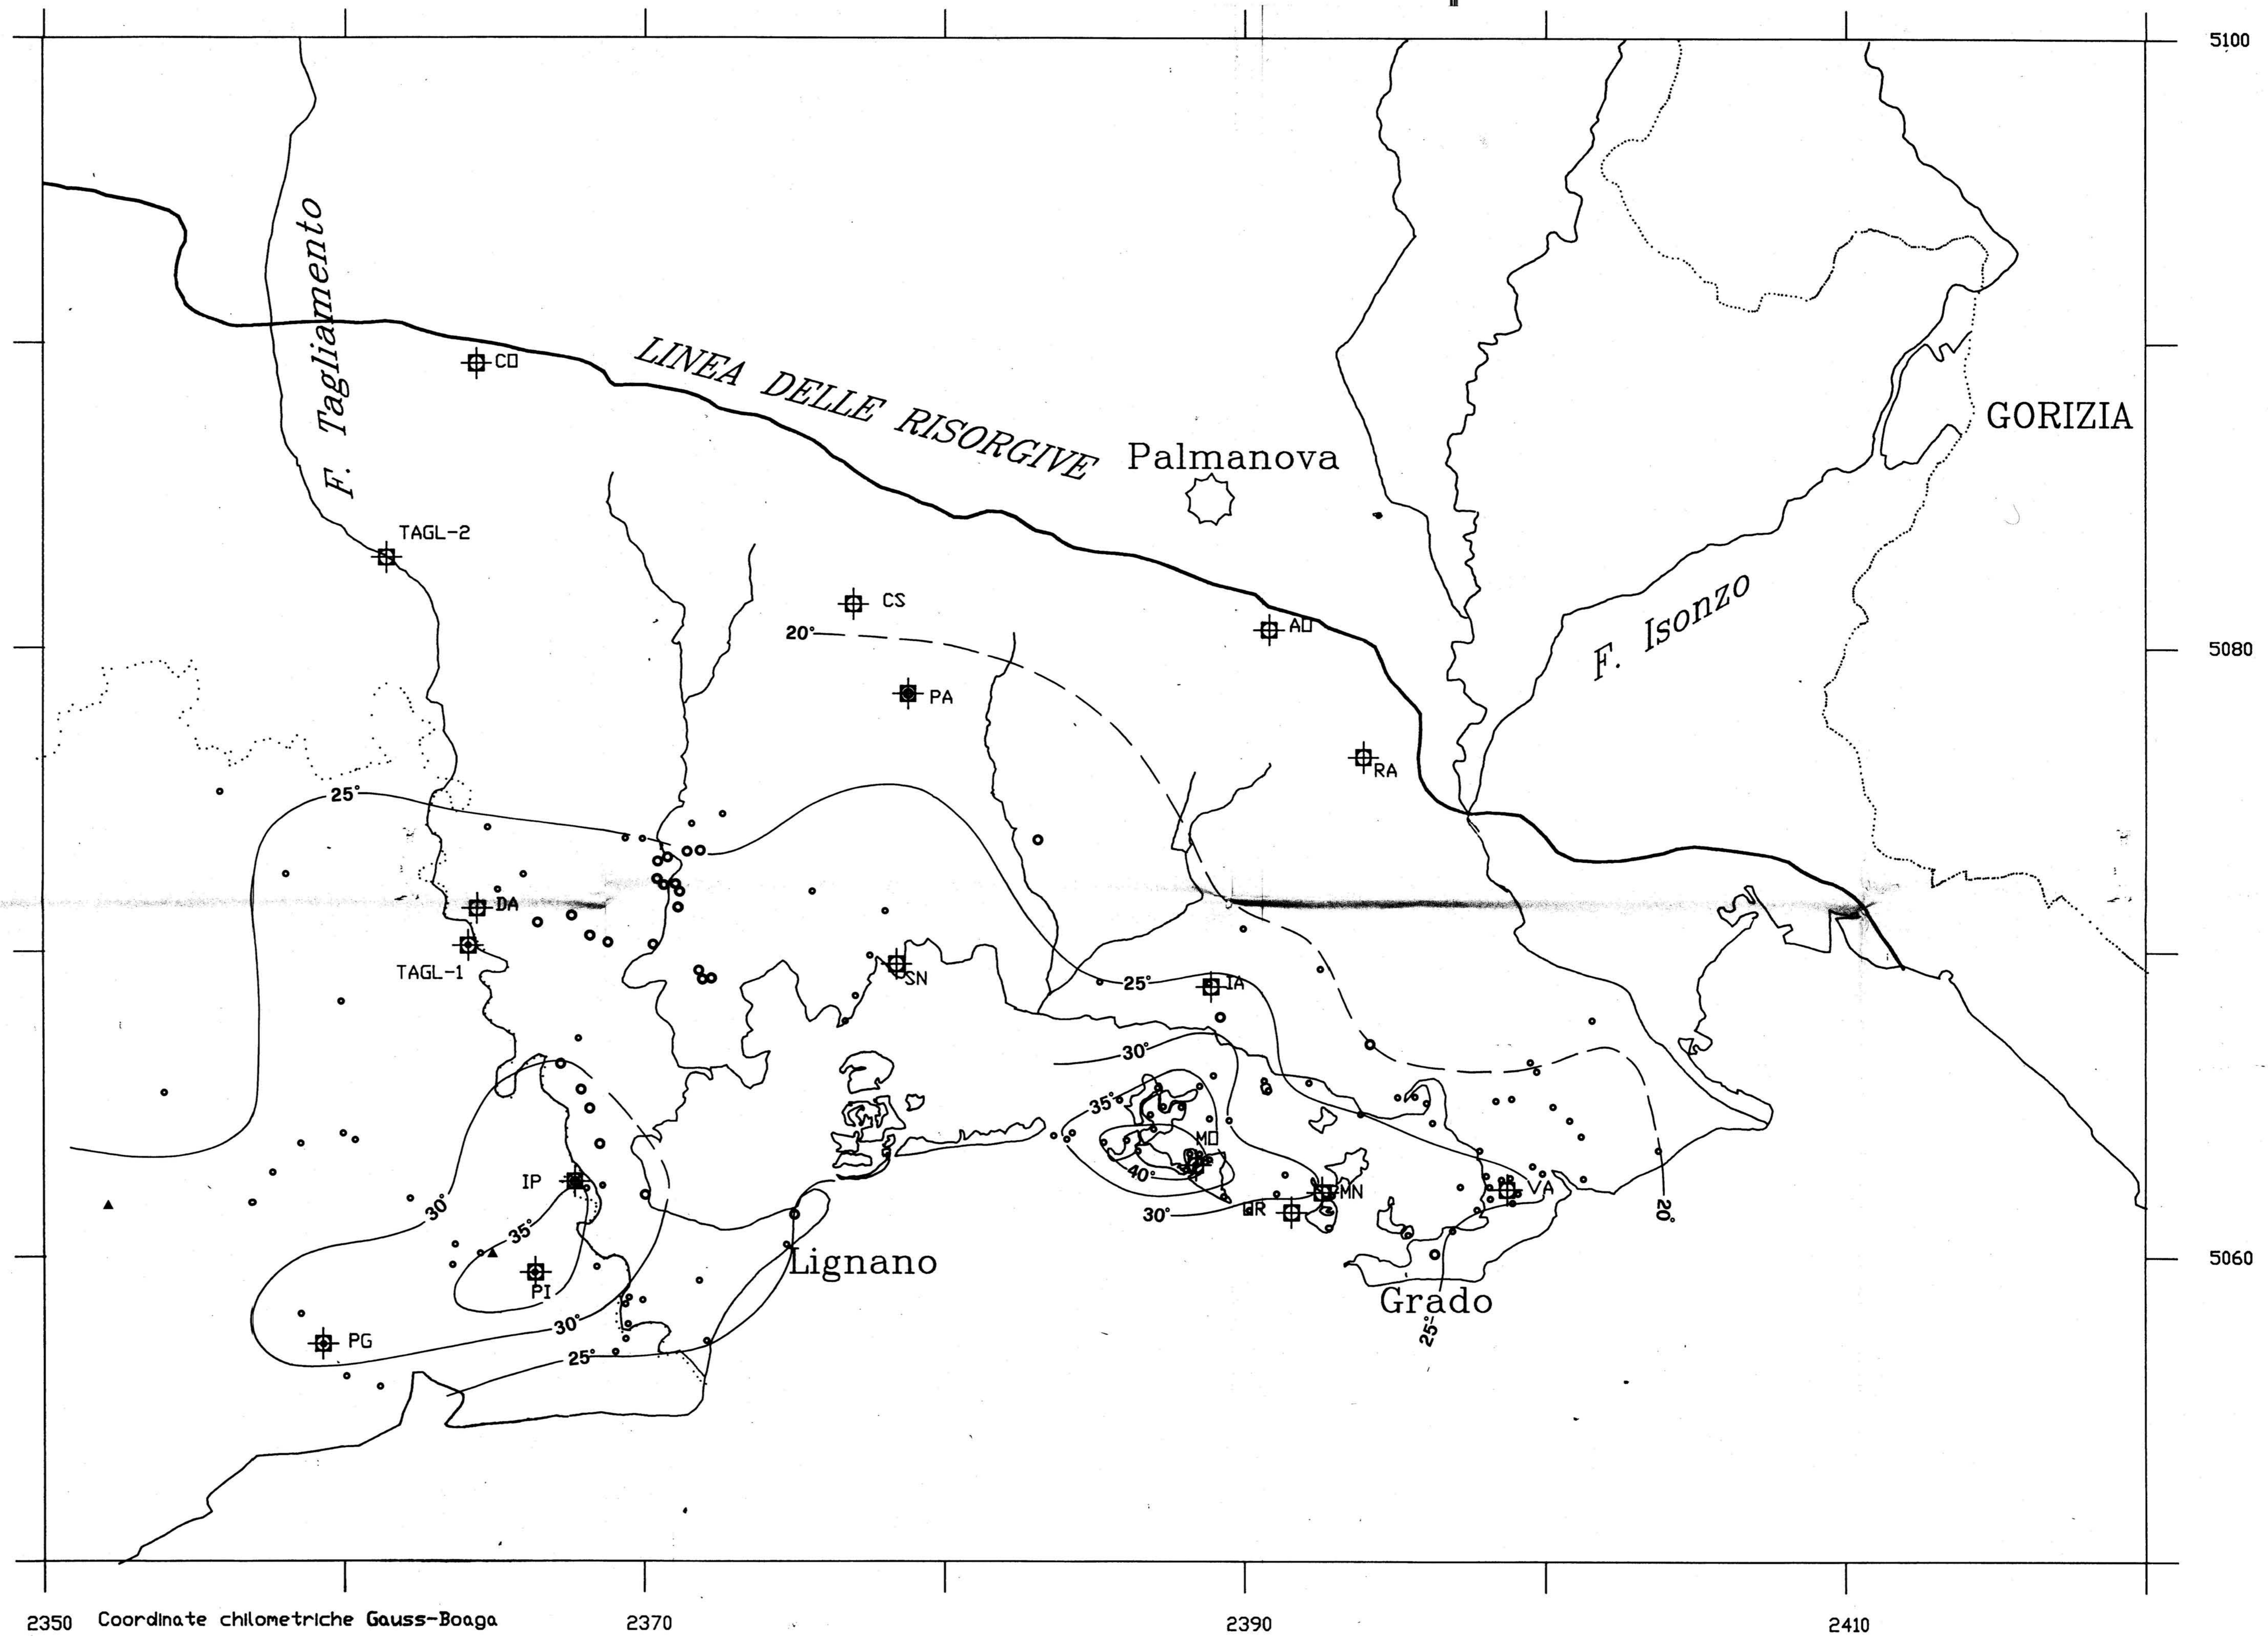 5100
F. Tagliamento
CO
LINEA DELLE RISORGIVE
Palmanova
GORIZIA
TAGL-2
CS
20°
AO
F. Isonzo
5080
PA
RA
25°
DA
TAGL-1
SN
25°
IA
30°
35°
MO
40°
IP
30°
35°
30°
MN
VA
20°
GR
Lignano
5060
PI
Grado
30°
PG
25°
25°
2350 Coordinate chilometriche Gauss-Boaga
2370
2390
2410